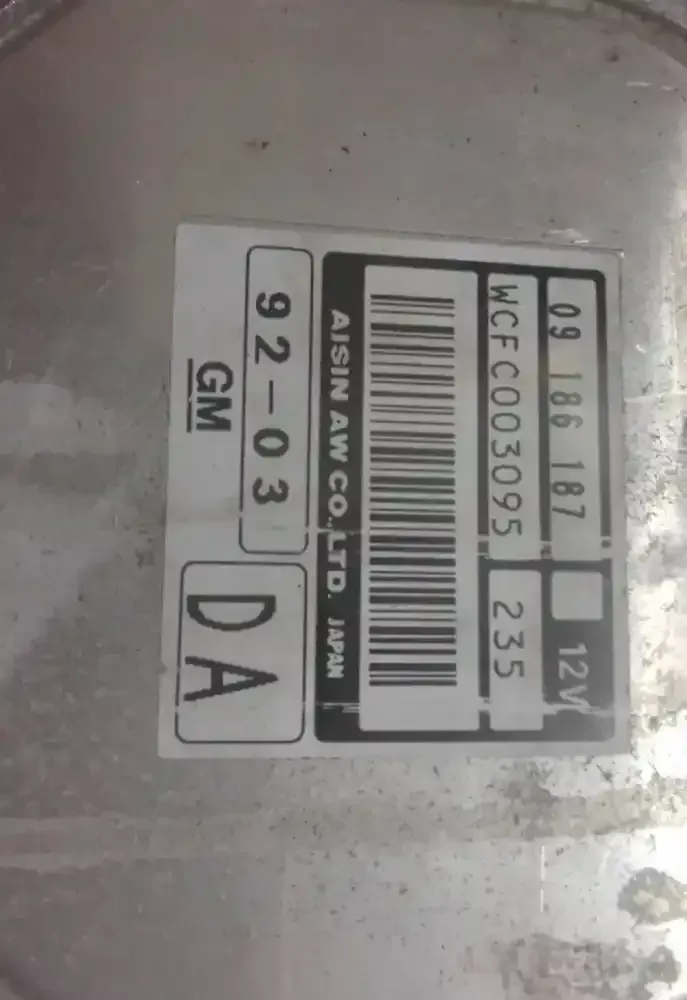 09 186 187 12V
WCFC003095 235
AISIN AW CO.,LTD. JAPAN
92-03 DA
GM